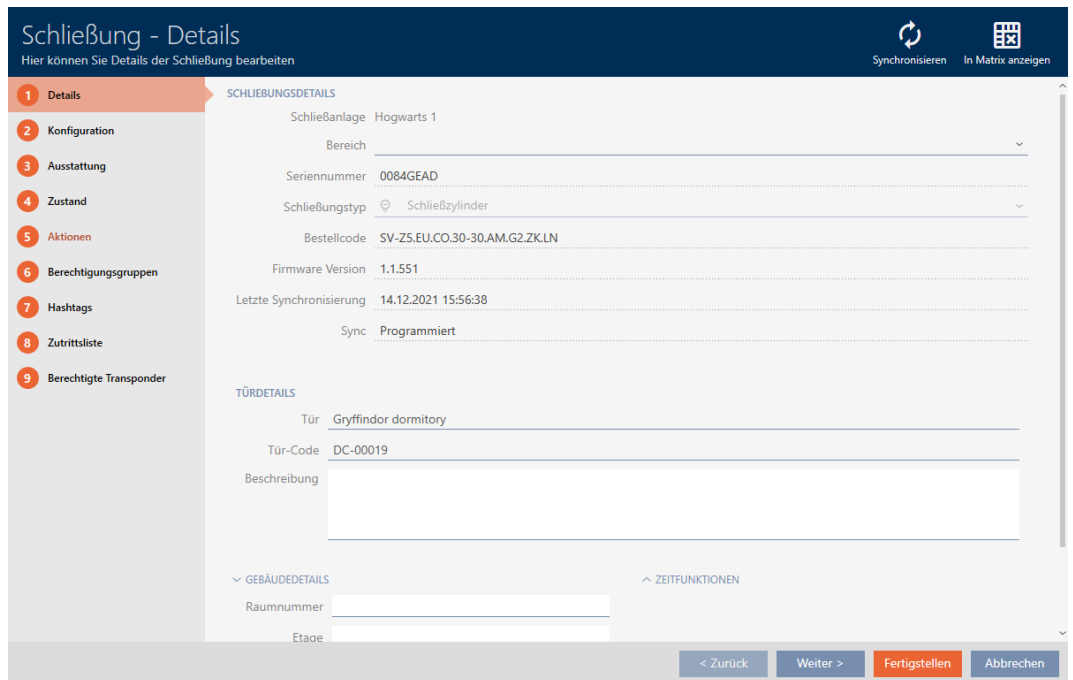 Schließung - Details
Hier können Sie Details der Schließung bearbeiten
Synchronisieren
In Matrix anzeigen
1 Details
2 Konfiguration
3 Ausstattung
4 Zustand
5 Aktionen
6 Berechtigungsgruppen
7 Hashtags
8 Zutrittsliste
9 Berechtigte Transponder
SCHLIEßUNGSDETAILS
Schließanlage Hogwarts 1
Bereich
Seriennummer 0084GEAD
Schließungstyp Schließzylinder
Bestellcode SV-Z5.EU.CO.30-30.AM.G2.ZK.LN
Firmware Version 1.1.551
Letzte Synchronisierung 14.12.2021 15:56:38
Sync Programmiert
TÜRDETAILS
Tür Gryffindor dormitory
Tür-Code DC-00019
Beschreibung
GEBÄUDEDETAILS
ZEITFUNKTIONEN
Raumnummer
Etage
< Zurück
Weiter >
Fertigstellen
Abbrechen